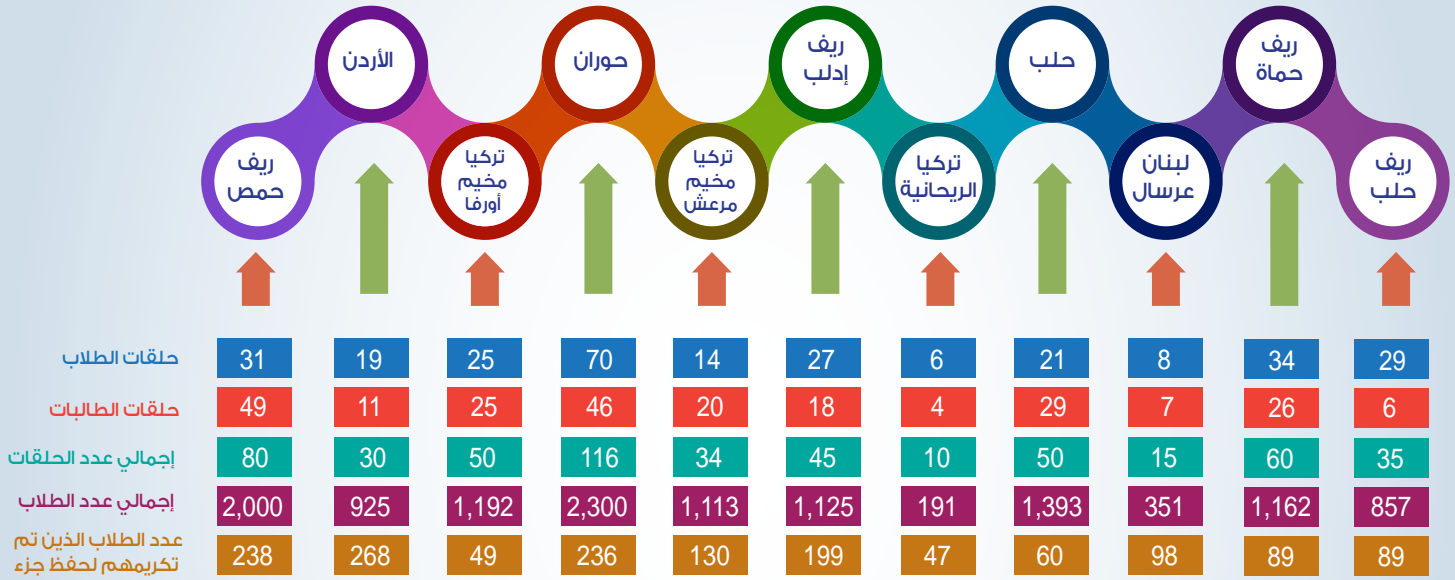 ريف
حماة
حلب
ريف
إدلب
حوران
الأردن
ريف
حلب
لبنان
عرسال
تركيا
الريحانية
تركيا
مخيم
مرعش
تركيا
مخيم
أورفا
ريف
حمص
حلقات الطلاب 31 19 25 70 14 27 6 21 8 34 29
حلقات الطالبات 49 11 25 46 20 18 4 29 7 26 6
إجمالي عدد الحلقات 80 30 50 116 34 45 10 50 15 60 35
إجمالي عدد الطلاب 2,000 925 1,192 2,300 1,113 1,125 191 1,393 351 1,162 857
عدد الطلاب الذين تم
تكريمهم لحفظ جزء 238 268 49 236 130 199 47 60 98 89 89